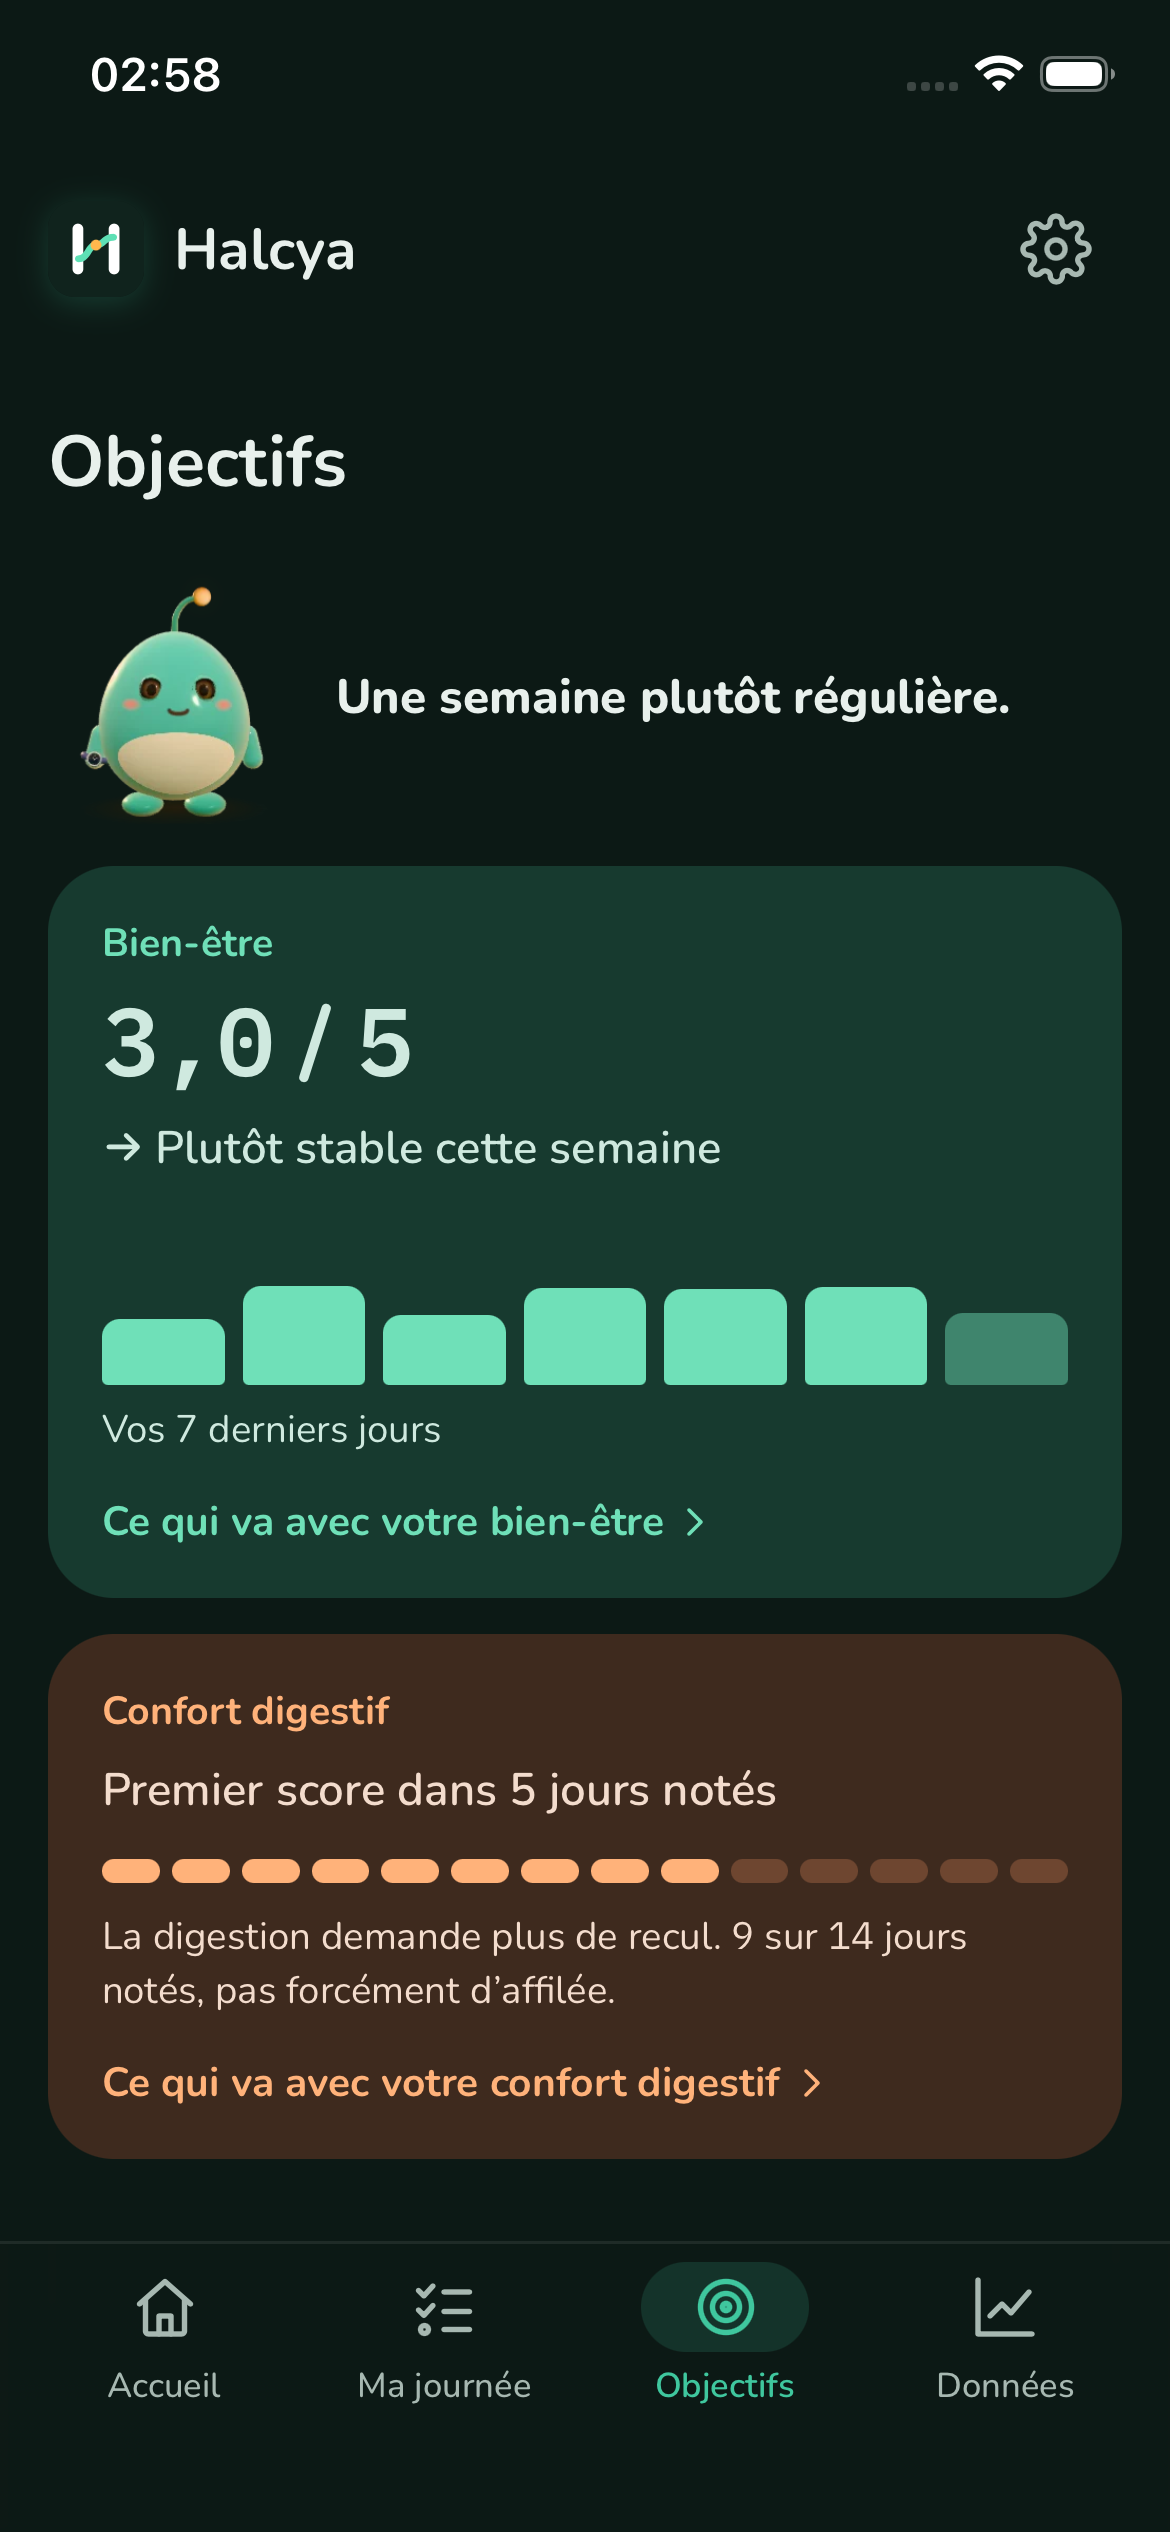 02:58
Halcya
Objectifs
Une semaine plutôt régulière.
Bien-être
3,0/5
→ Plutôt stable cette semaine
Vos 7 derniers jours
Ce qui va avec votre bien-être >
Confort digestif
Premier score dans 5 jours notés
La digestion demande plus de recul. 9 sur 14 jours
notés, pas forcément d’affilée.
Ce qui va avec votre confort digestif >
Accueil
Ma journée
Objectifs
Données